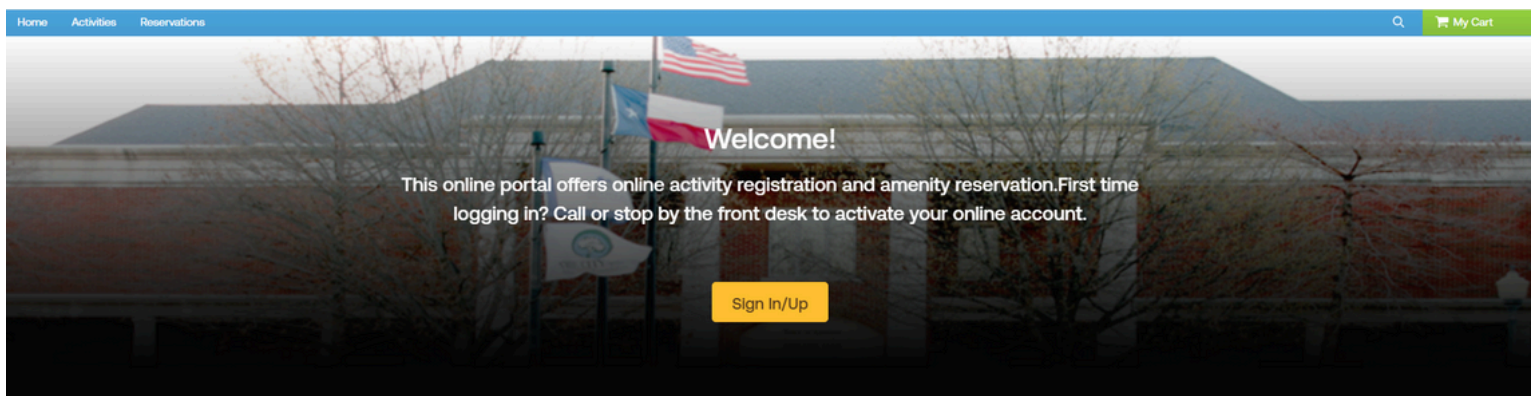 Home Activities Reservations My Cart
Welcome!
This online portal offers online activity registration and amenity reservation.First time
logging in? Call or stop by the front desk to activate your online account.
Sign In/Up